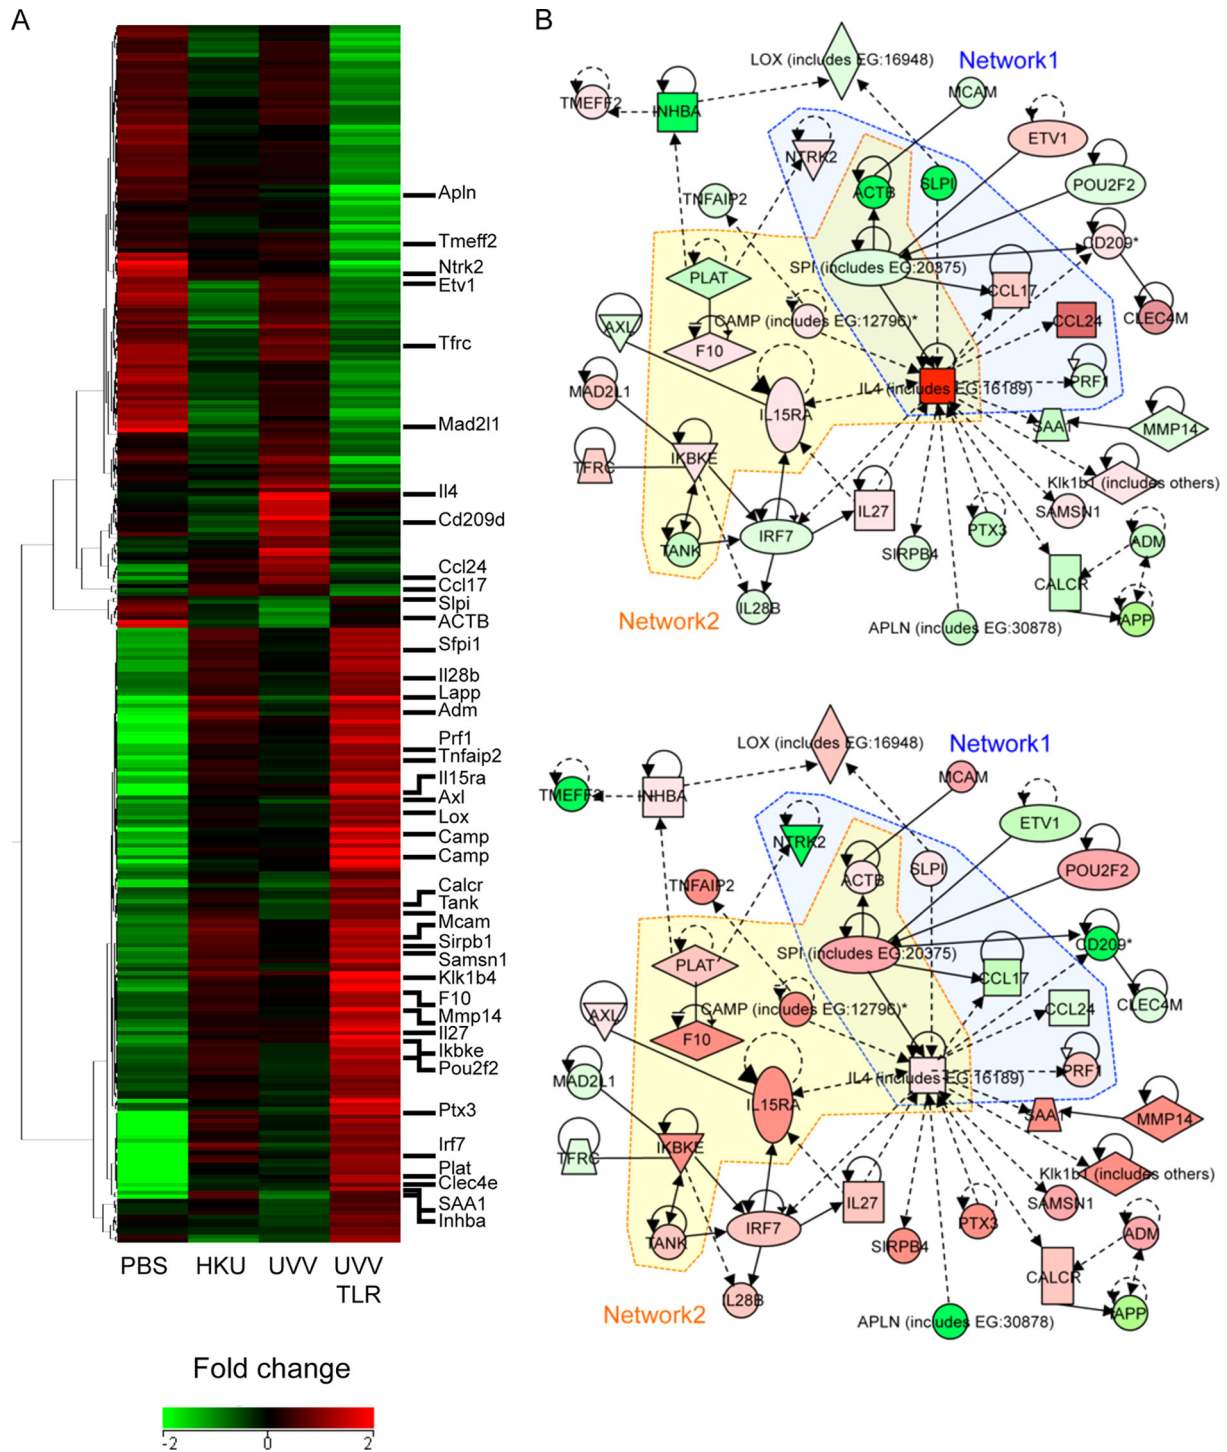 A
Apln
Tmeff2
Ntrk2
Etv1
Tfrc
Mad2l1
Il4
Cd209d
Ccl24
Ccl17
Slpi
ACTB
Sfpi1
Il28b
Lapp
Adm
Prf1
Tnfaip2
Il15ra
Axl
Lox
Camp
Camp
Calcr
Tank
Mcam
Sirpb1
Samsn1
Klk1b4
F10
Mmp14
Il27
Ikbke
Pou2f2
Ptx3
Irf7
Plat
Clec4e
SAA1
Inhba
PBS
HKU
UVV
UVV
TLR
Fold change
-2
0
2
B
LOX (includes EG:16948)
Network1
TMEFF2
INHBA
MCAM
ETV1
NTRK2
ACTB
SLPI
POU2F2
TNFAIP2
CD209*
PLAT
SPI (includes EG:20375)
CCL17
AXL
CAMP (includes EG:12796)*
CCL24
CLEC4M
F10
MAD2L1
IL15RA
IL4 (includes EG:16189)
PRF1
SAA1
MMP14
TFRC
IKBKE
Klk1b1 (includes others)
IL27
SAMSN1
TANK
IRF7
SIRPB4
PTX3
ADM
CALCR
IL28B
Network2
APLN (includes EG:30878)
IAPP
LOX (includes EG:16948)
Network1
MCAM
TMEFF2
INHBA
ETV1
NTRK2
ACTB
SLPI
POU2F2
TNFAIP2
CD209*
PLAT
SPI (includes EG:20375)
CCL17
AXL
CAMP (includes EG:12796)*
CCL24
CLEC4M
F10
MAD2L1
IL15RA
IL4 (includes EG:16189)
PRF1
SAA1
MMP14
TFRC
IKBKE
Klk1b1 (includes others)
IL27
SAMSN1
TANK
IRF7
SIRPB4
PTX3
ADM
CALCR
IL28B
Network2
APLN (includes EG:30878)
IAPP